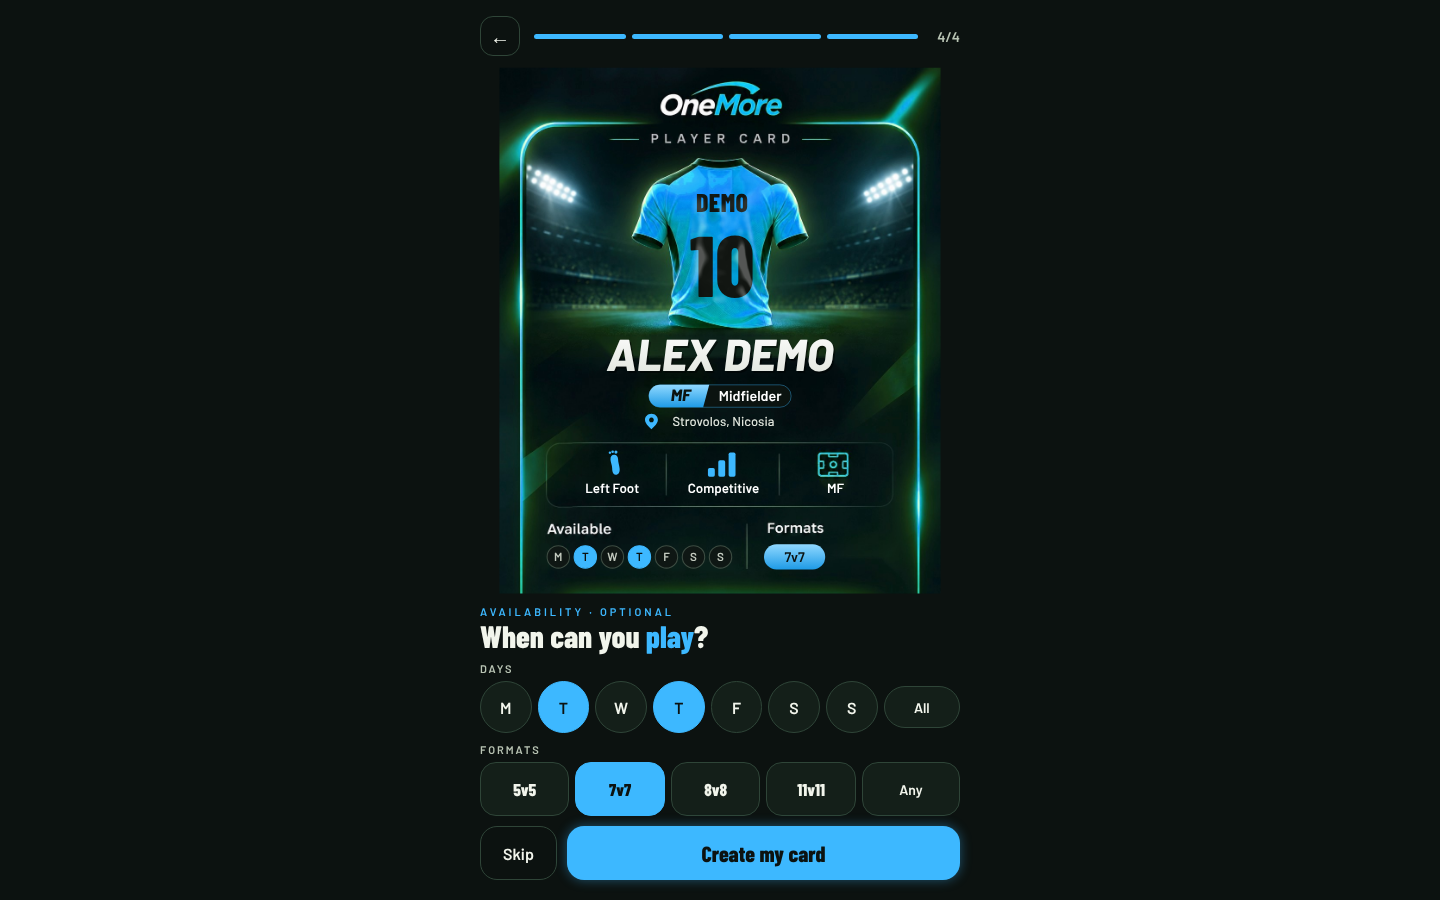 ←
4/4
OneMore
PLAYER CARD
DEMO
10
ALEX DEMO
MF Midfielder
Strovolos, Nicosia
Left Foot Competitive MF
Available Formats
M T W T F S S 7v7
AVAILABILITY · OPTIONAL
When can you play?
DAYS
M T W T F S S All
FORMATS
5v5 7v7 8v8 11v11 Any
Skip Create my card